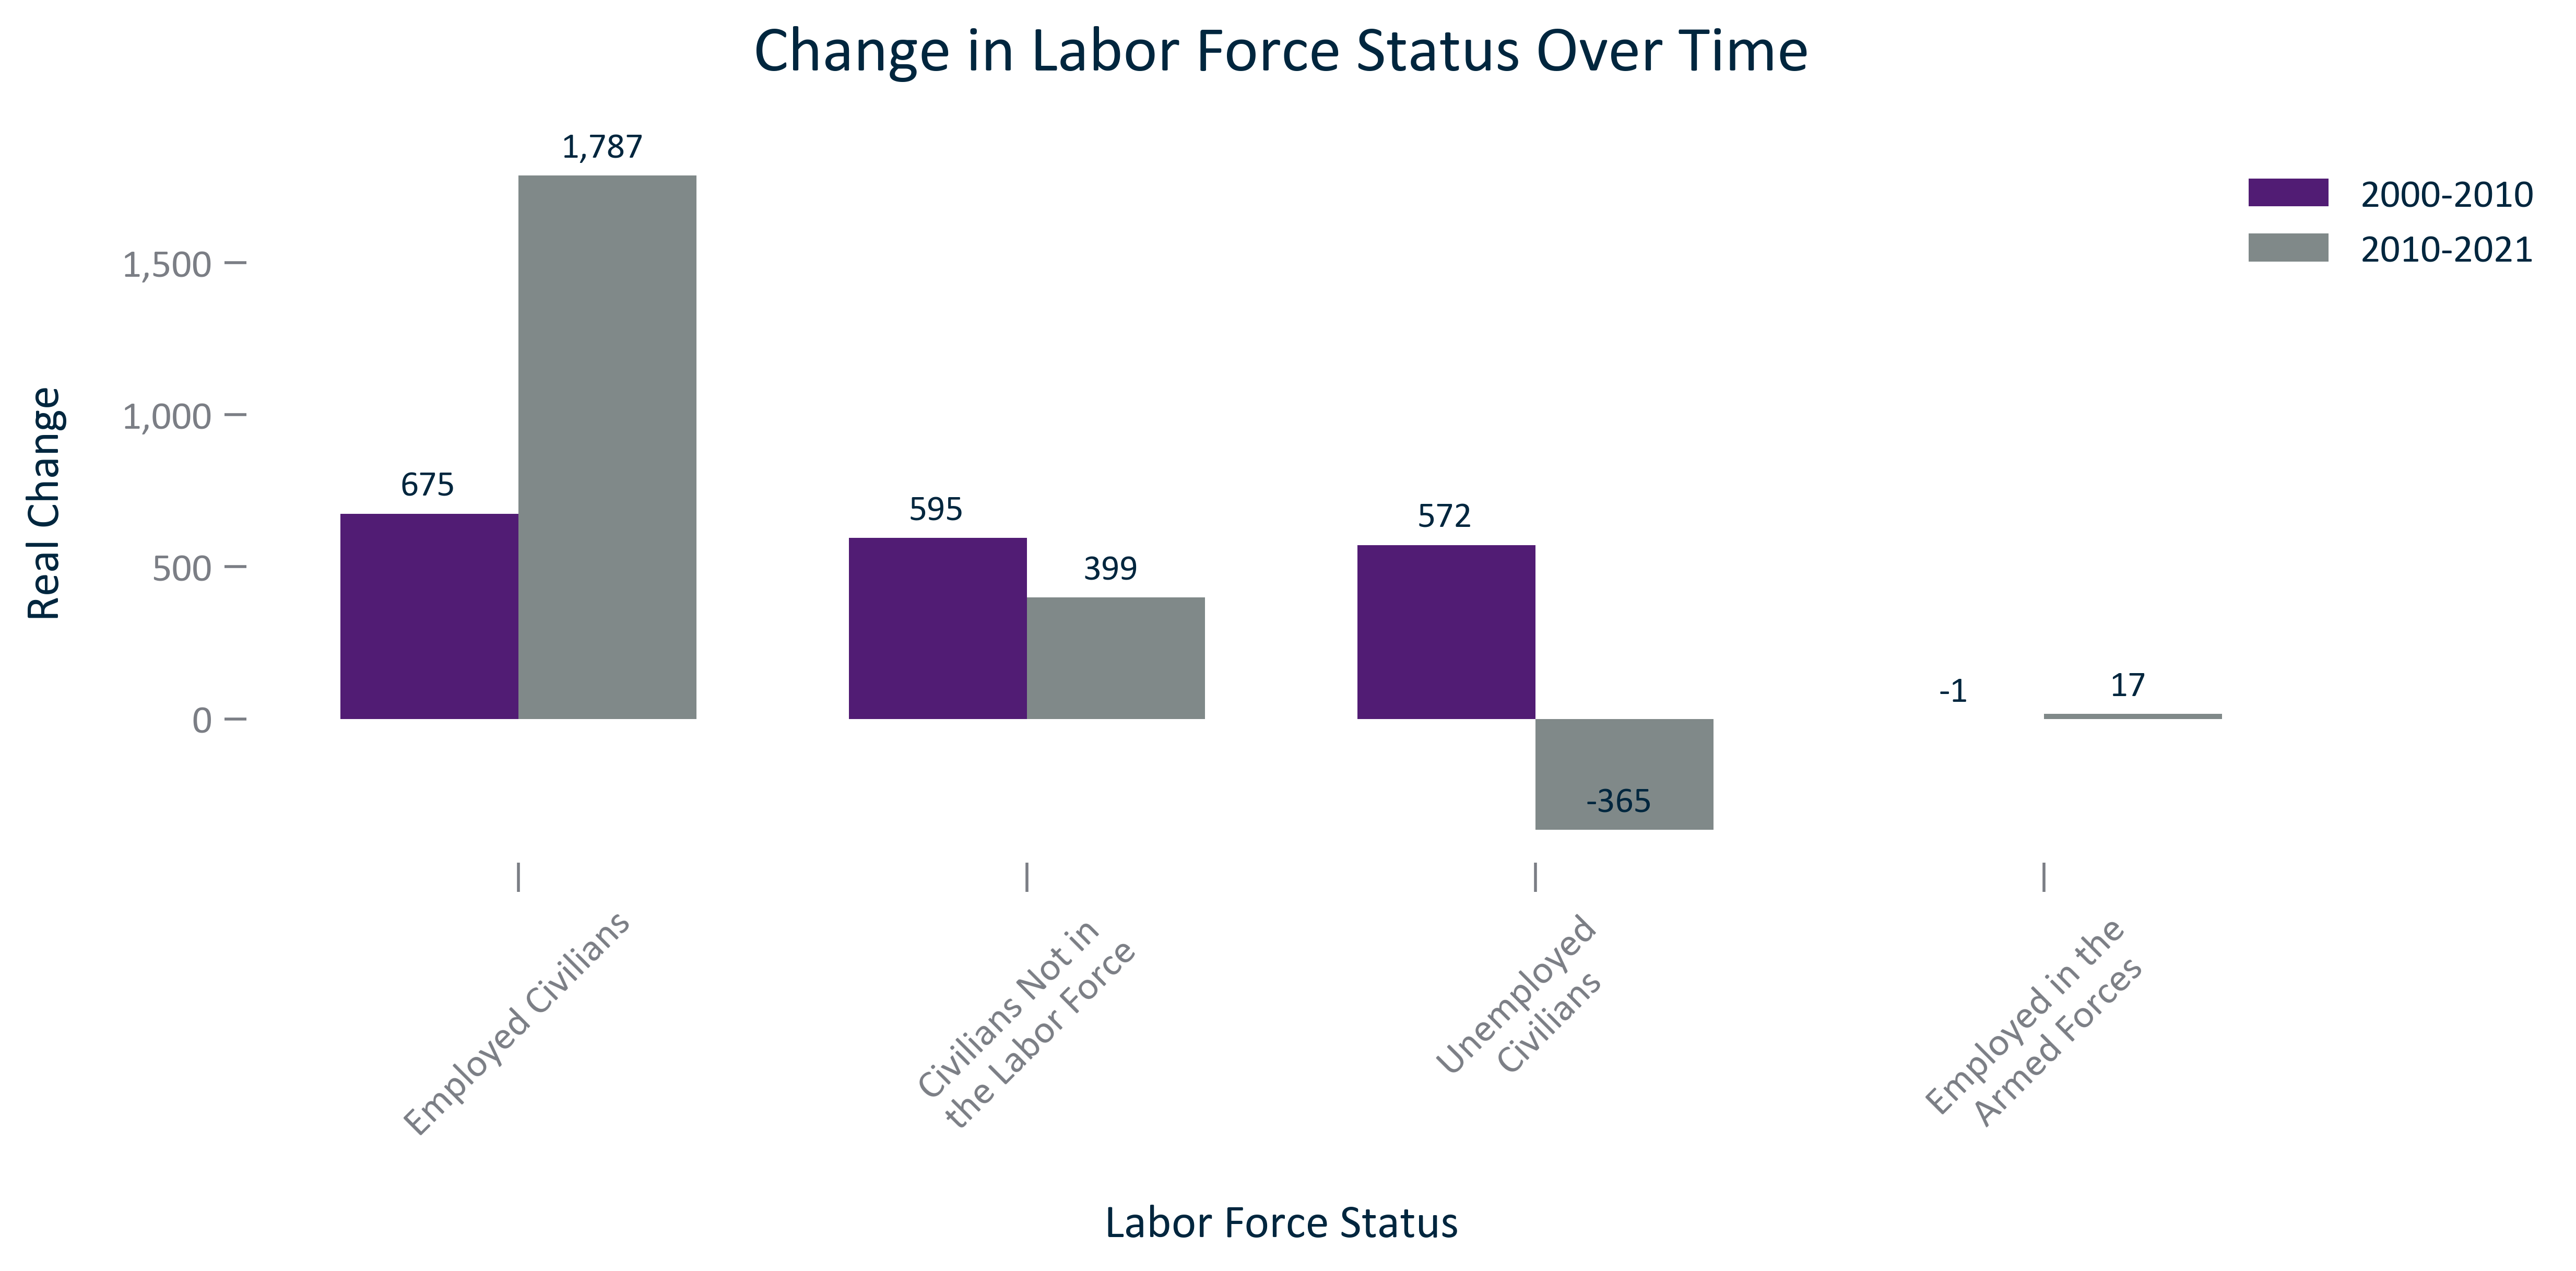 Change in Labor Force Status Over Time
1,787
2000-2010
2010-2021
1,500
1,000
500
0
Real Change
675
595
399
572
-365
-1
17
Employed Civilians
Civilians Not in
the Labor Force
Unemployed
Civilians
Employed in the
Armed Forces
Labor Force Status